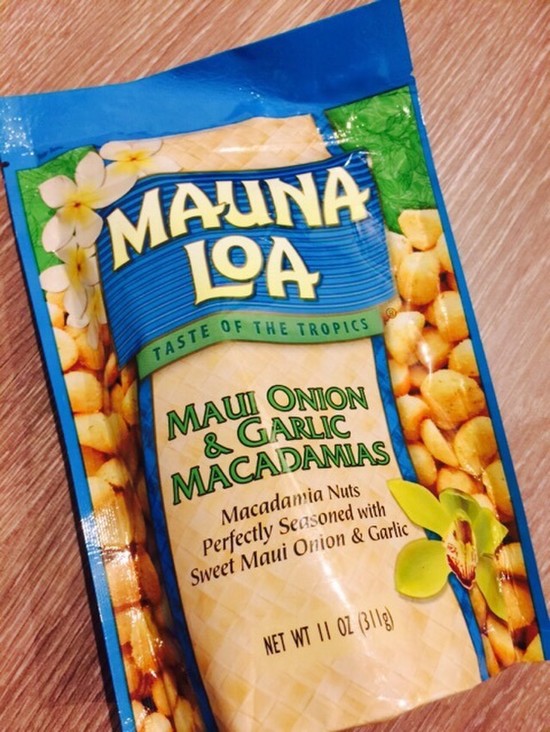 MAUNA
LOA
®
TASTE OF THE TROPICS
MAUI ONION
& GARLIC
MACADAMIAS
Macadamia Nuts
Perfectly Seasoned with
Sweet Maui Onion & Garlic
NET WT 11 OZ (311g)